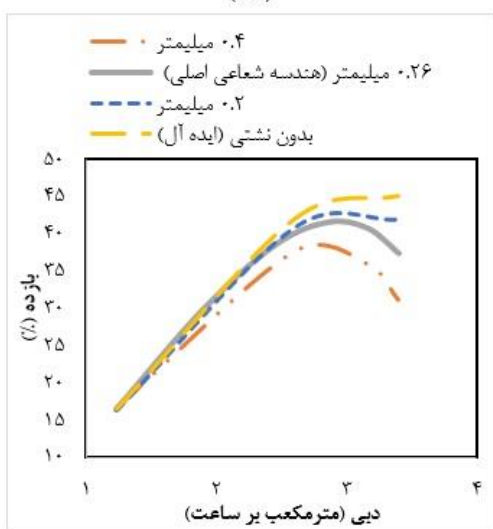 ۰.۴ میلیمتر
۰.۲۶ میلیمتر (هندسه شعاعی اصلی)
۰.۲ میلیمتر
بدون نشتی (ایده آل)
۵۰
۴۵
۴۰
۳۵
۳۰
۲۵
۲۰
۱۵
۱۰
بازده (%)
۱ ۲ ۳ ۴
دبی (مترمکعب بر ساعت)